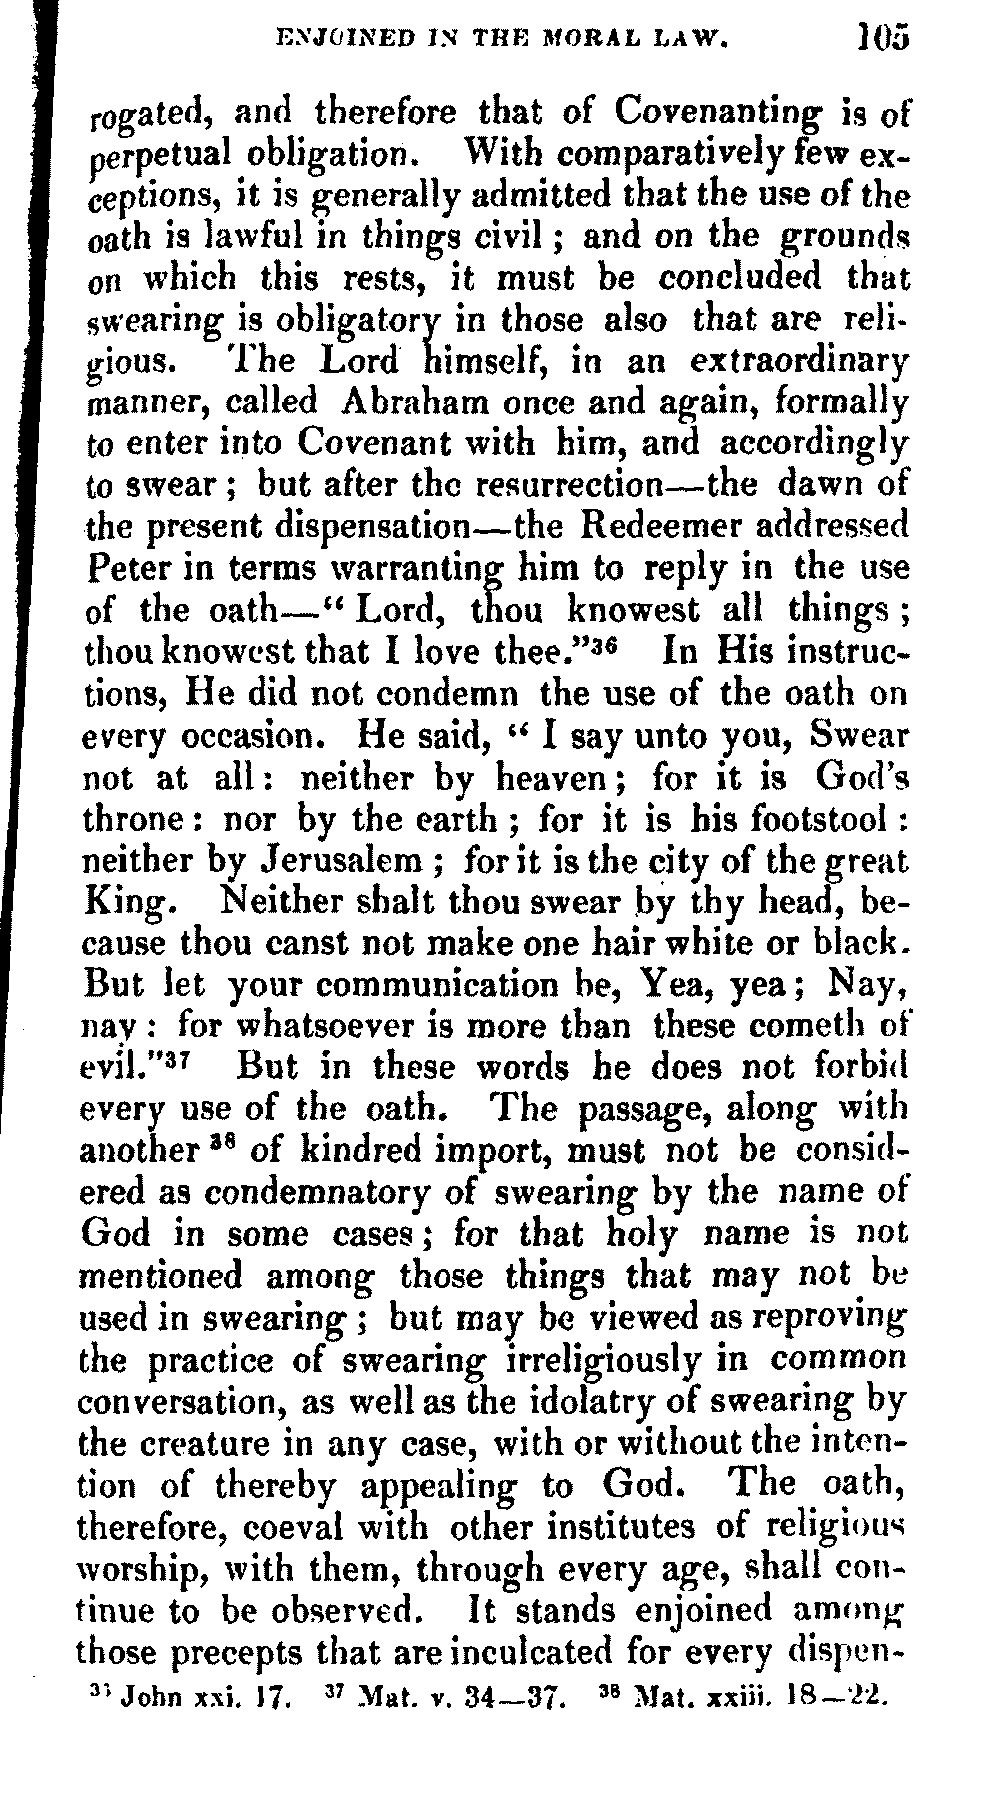 ENJOINED IN THE MORAL LAW. 105
rogated, and therefore that of Covenanting is of
perpetual obligation. With comparatively few ex-
ceptions, it is generally admitted that the use of the
oath is lawful in things civil ; and on the grounds
on which this rests, it must be concluded that
swearing is obligatory in those also that are reli-
gious. The Lord himself, in an extraordinary
manner, called Abraham once and again, formally
to enter into Covenant with him, and accordingly
to swear ; but after the resurrection—the dawn of
the present dispensation—the Redeemer addressed
Peter in terms warranting him to reply in the use
of the oath—“ Lord, thou knowest all things ;
thou knowest that I love thee.”³⁶ In His instruc-
tions, He did not condemn the use of the oath on
every occasion. He said, “ I say unto you, Swear
not at all : neither by heaven ; for it is God’s
throne : nor by the earth ; for it is his footstool :
neither by Jerusalem ; for it is the city of the great
King. Neither shalt thou swear by thy head, be-
cause thou canst not make one hair white or black.
But let your communication be, Yea, yea ; Nay,
nay : for whatsoever is more than these cometh of
evil.”³⁷ But in these words he does not forbid
every use of the oath. The passage, along with
another ³⁸ of kindred import, must not be consid-
ered as condemnatory of swearing by the name of
God in some cases ; for that holy name is not
mentioned among those things that may not be
used in swearing ; but may be viewed as reproving
the practice of swearing irreligiously in common
conversation, as well as the idolatry of swearing by
the creature in any case, with or without the inten-
tion of thereby appealing to God. The oath,
therefore, coeval with other institutes of religious
worship, with them, through every age, shall con-
tinue to be observed. It stands enjoined among
those precepts that are inculcated for every dispen-
³⁶ John xxi. 17. ³⁷ Mat. v. 34—37. ³⁸ Mat. xxiii. 18—22.